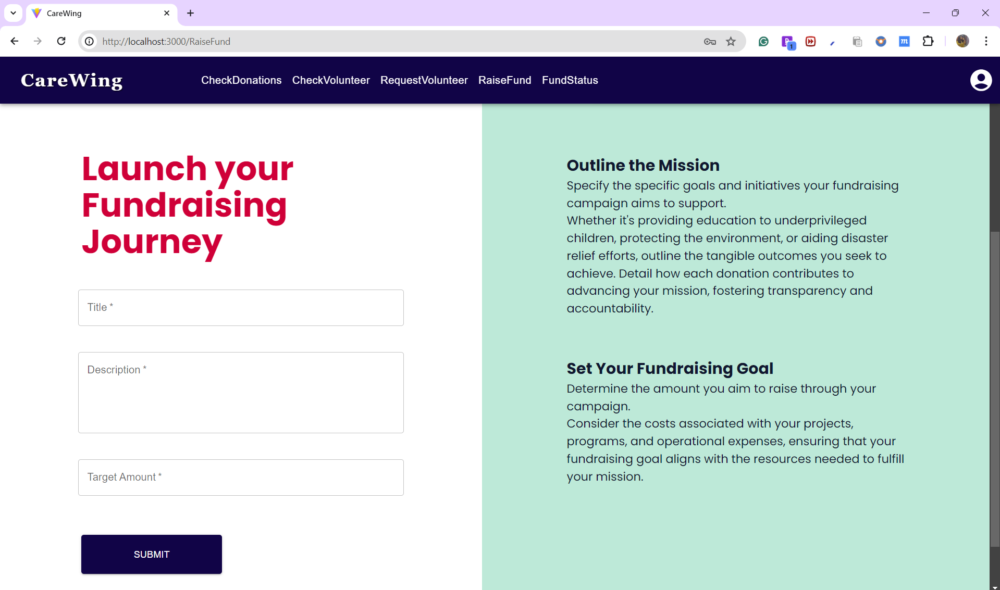 CareWing
http://localhost:3000/RaiseFund
1
m
CareWing
CheckDonations CheckVolunteer RequestVolunteer RaiseFund FundStatus
Launch your
Fundraising
Journey
Title *
Description *
Target Amount *
SUBMIT
Outline the Mission
Specify the specific goals and initiatives your fundraising
campaign aims to support.
Whether it's providing education to underprivileged
children, protecting the environment, or aiding disaster
relief efforts, outline the tangible outcomes you seek to
achieve. Detail how each donation contributes to
advancing your mission, fostering transparency and
accountability.
Set Your Fundraising Goal
Determine the amount you aim to raise through your
campaign.
Consider the costs associated with your projects,
programs, and operational expenses, ensuring that your
fundraising goal aligns with the resources needed to fulfill
your mission.